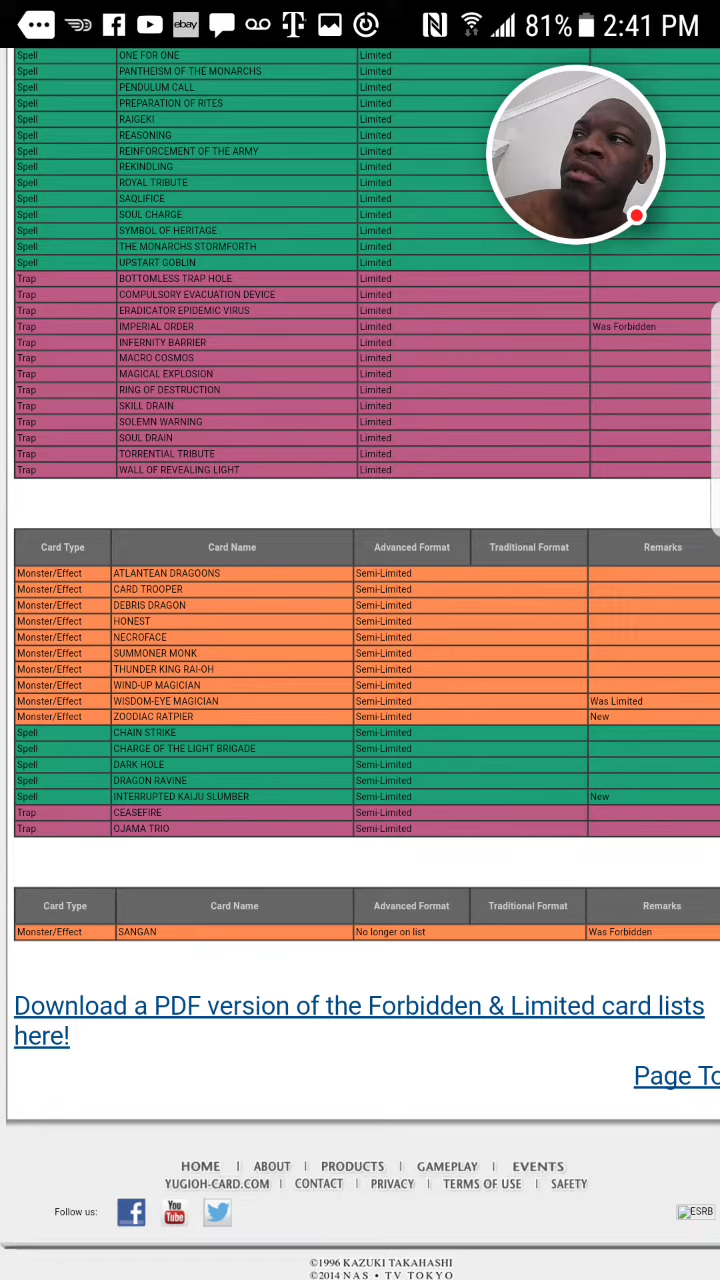 ebay 81% 2:41 PM
Spell ONE FOR ONE Limited
Spell PANTHEISM OF THE MONARCHS Limited
Spell PENDULUM CALL Limited
Spell PREPARATION OF RITES Limited
Spell RAIGEKI Limited
Spell REASONING Limited
Spell REINFORCEMENT OF THE ARMY Limited
Spell REKINDLING Limited
Spell ROYAL TRIBUTE Limited
Spell SAQLIFICE Limited
Spell SOUL CHARGE Limited
Spell SYMBOL OF HERITAGE Limited
Spell THE MONARCHS STORMFORTH Limited
Spell UPSTART GOBLIN Limited
Trap BOTTOMLESS TRAP HOLE Limited
Trap COMPULSORY EVACUATION DEVICE Limited
Trap ERADICATOR EPIDEMIC VIRUS Limited
Trap IMPERIAL ORDER Limited Was Forbidden
Trap INFERNITY BARRIER Limited
Trap MACRO COSMOS Limited
Trap MAGICAL EXPLOSION Limited
Trap RING OF DESTRUCTION Limited
Trap SKILL DRAIN Limited
Trap SOLEMN WARNING Limited
Trap SOUL DRAIN Limited
Trap TORRENTIAL TRIBUTE Limited
Trap WALL OF REVEALING LIGHT Limited
Card Type Card Name Advanced Format Traditional Format Remarks
Monster/Effect ATLANTEAN DRAGOONS Semi-Limited
Monster/Effect CARD TROOPER Semi-Limited
Monster/Effect DEBRIS DRAGON Semi-Limited
Monster/Effect HONEST Semi-Limited
Monster/Effect NECROFACE Semi-Limited
Monster/Effect SUMMONER MONK Semi-Limited
Monster/Effect THUNDER KING RAI-OH Semi-Limited
Monster/Effect WIND-UP MAGICIAN Semi-Limited
Monster/Effect WISDOM-EYE MAGICIAN Semi-Limited Was Limited
Monster/Effect ZOODIAC RATPIER Semi-Limited New
Spell CHAIN STRIKE Semi-Limited
Spell CHARGE OF THE LIGHT BRIGADE Semi-Limited
Spell DARK HOLE Semi-Limited
Spell DRAGON RAVINE Semi-Limited
Spell INTERRUPTED KAIJU SLUMBER Semi-Limited New
Trap CEASEFIRE Semi-Limited
Trap OJAMA TRIO Semi-Limited
Card Type Card Name Advanced Format Traditional Format Remarks
Monster/Effect SANGAN No longer on list Was Forbidden
Download a PDF version of the Forbidden & Limited card lists
here!
Page To
HOME | ABOUT | PRODUCTS | GAMEPLAY | EVENTS
YUGIOH-CARD.COM | CONTACT | PRIVACY | TERMS OF USE | SAFETY
Follow us: You Tube ESRB
©1996 KAZUKI TAKAHASHI
©2014 NAS • TV TOKYO